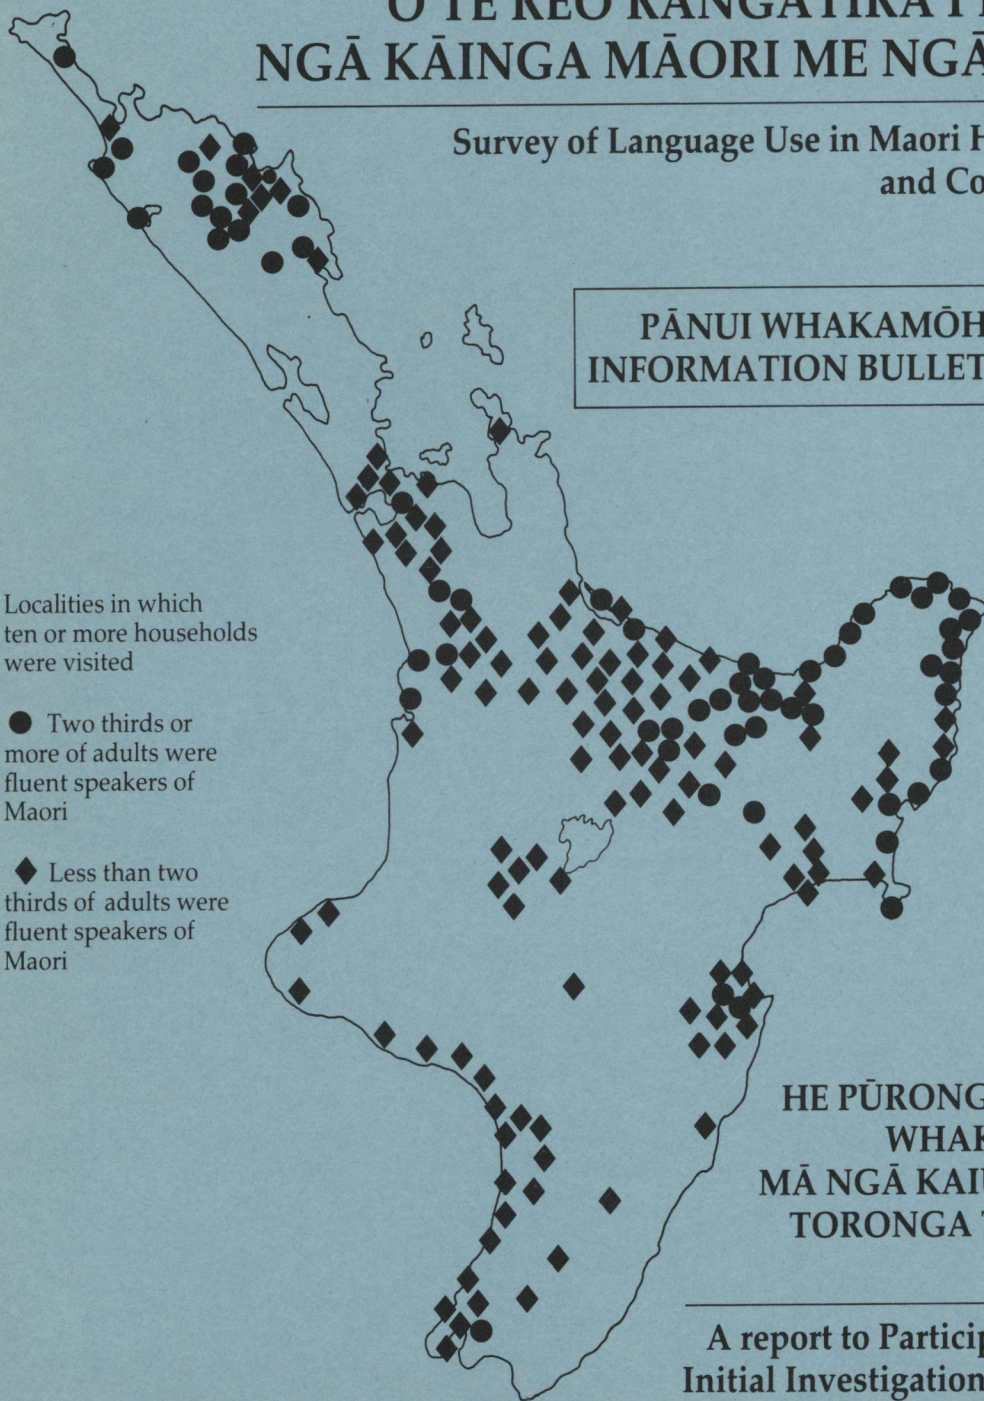 O TE REO RANGATIRA I
NGĀ KĀINGA MĀORI ME NGĀ
Survey of Language Use in Maori H
and Co
PĀNUI WHAKAMŌH
INFORMATION BULLET
Localities in which
ten or more households
were visited
Two thirds or
more of adults were
fluent speakers of
Maori
Less than two
thirds of adults were
fluent speakers of
Maori
HE PŪRONG
WHAK
MĀ NGĀ KAIU
TORONGA T
A report to Particip
Initial Investigation